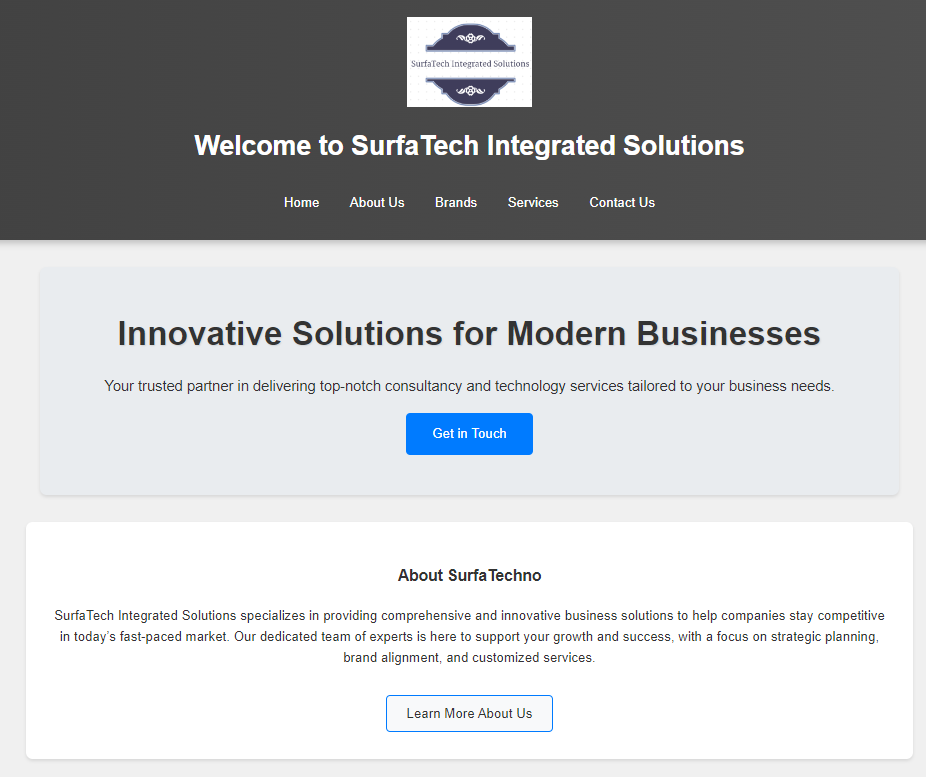 SurfaTech Integrated Solutions
Welcome to SurfaTech Integrated Solutions
Home About Us Brands Services Contact Us
Innovative Solutions for Modern Businesses
Your trusted partner in delivering top-notch consultancy and technology services tailored to your business needs.
Get in Touch
About SurfaTechno
SurfaTech Integrated Solutions specializes in providing comprehensive and innovative business solutions to help companies stay competitive
in today's fast-paced market. Our dedicated team of experts is here to support your growth and success, with a focus on strategic planning,
brand alignment, and customized services.
Learn More About Us